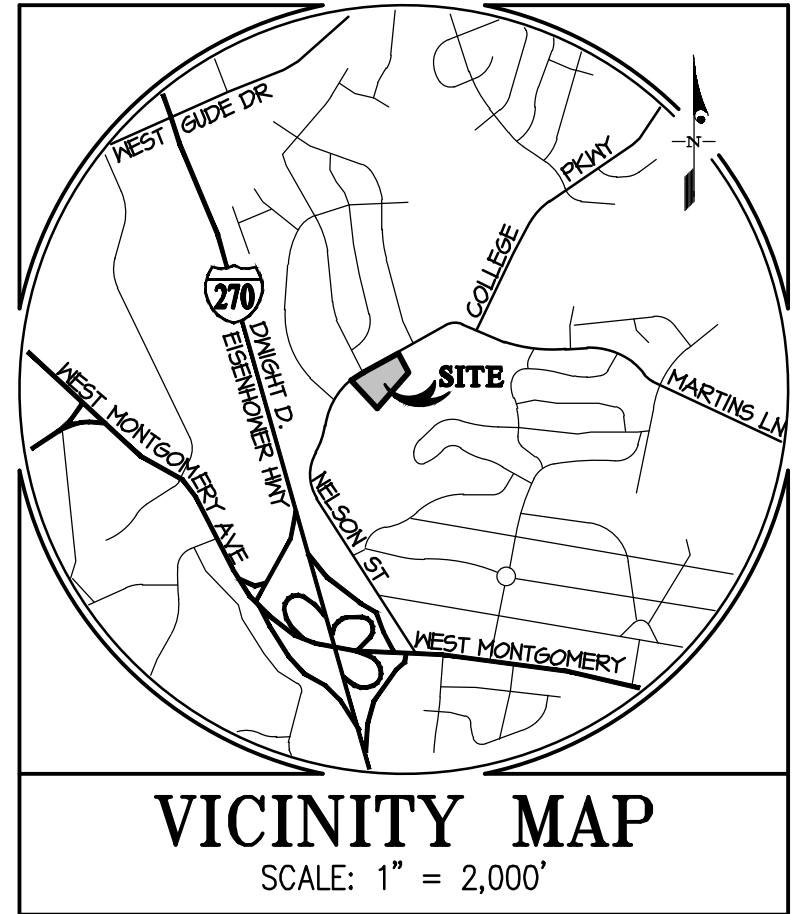 WEST GUDE DR
PKWY
COLLEGE
N
270
DWIGHT D.
EISENHOWER HWY
SITE
WEST MONTGOMERY AVE
MARTINS LN
NELSON ST
WEST MONTGOMERY
VICINITY MAP
SCALE: 1" = 2,000'